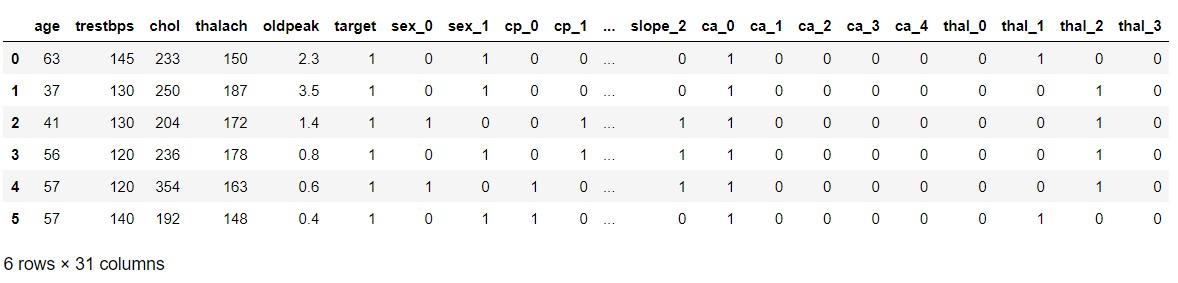 age trestbps chol thalach oldpeak target sex_0 sex_1 cp_0 cp_1 ... slope_2 ca_0 ca_1 ca_2 ca_3 ca_4 thal_0 thal_1 thal_2 thal_3
0 63 145 233 150 2.3 1 0 1 0 0 ... 0 1 0 0 0 0 0 1 0 0
1 37 130 250 187 3.5 1 0 1 0 0 ... 0 1 0 0 0 0 0 0 1 0
2 41 130 204 172 1.4 1 1 0 0 1 ... 1 1 0 0 0 0 0 0 1 0
3 56 120 236 178 0.8 1 0 1 0 1 ... 1 1 0 0 0 0 0 0 1 0
4 57 120 354 163 0.6 1 1 0 1 0 ... 1 1 0 0 0 0 0 0 1 0
5 57 140 192 148 0.4 1 0 1 1 0 ... 0 1 0 0 0 0 0 1 0 0
6 rows × 31 columns